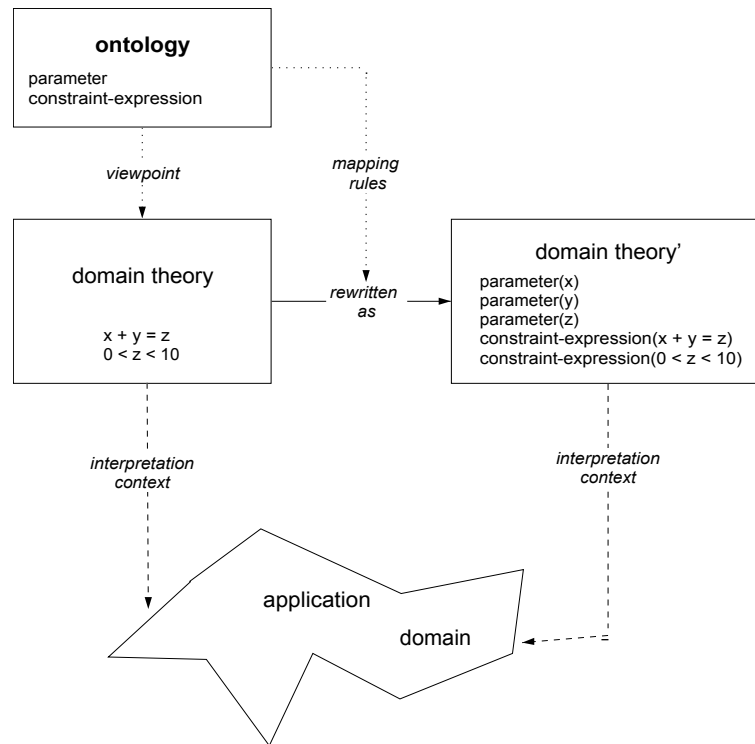 ontology
parameter
constraint-expression
viewpoint
mapping
rules
domain theory
x + y = z
0 < z < 10
rewritten
as
domain theory'
parameter(x)
parameter(y)
parameter(z)
constraint-expression(x + y = z)
constraint-expression(0 < z < 10)
interpretation
context
interpretation
context
application
domain